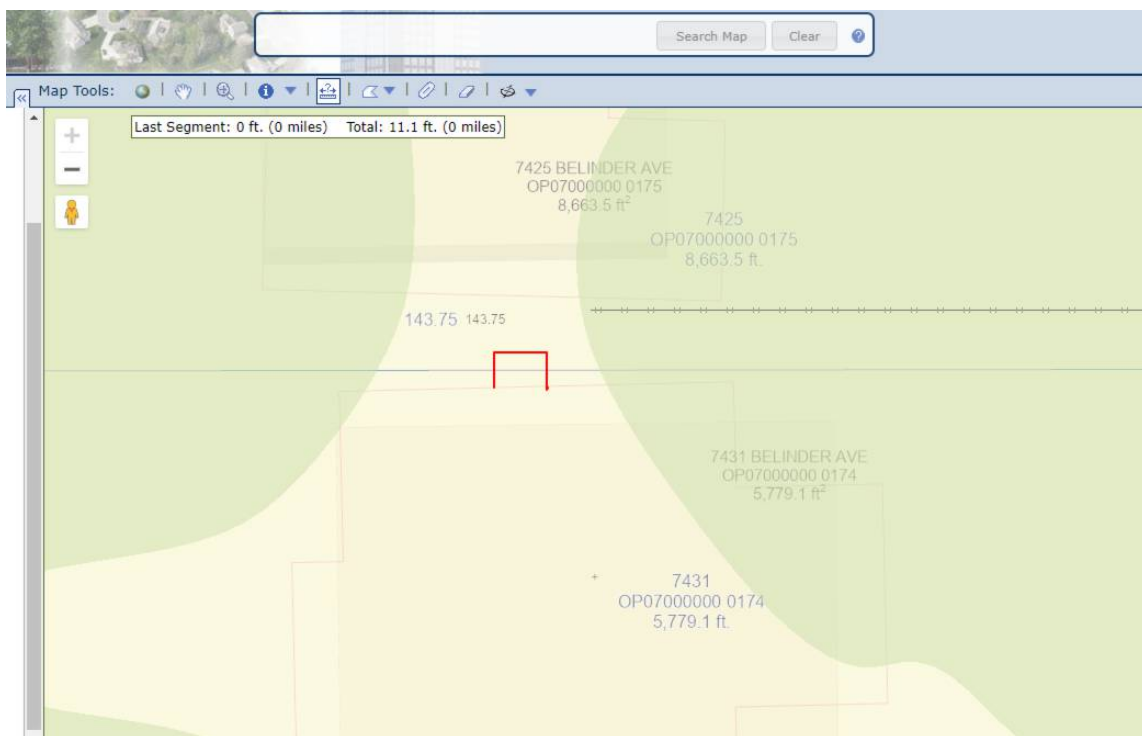 Search Map Clear ?
Map Tools:
Last Segment: 0 ft. (0 miles) Total: 11.1 ft. (0 miles)
7425 BELINDER AVE
OP07000000 0175
8,663.5 ft²
7425
OP07000000 0175
8,663.5 ft.
143.75 143.75
7431 BELINDER AVE
OP07000000 0174
5,779.1 ft²
7431
OP07000000 0174
5,779.1 ft.